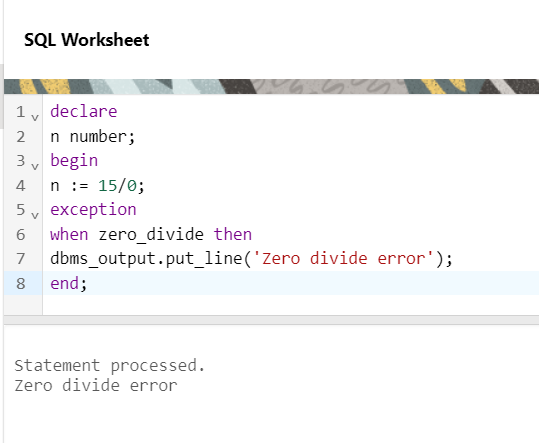 SQL Worksheet
1 declare
2 n number;
3 begin
4 n := 15/0;
5 exception
6 when zero_divide then
7 dbms_output.put_line('Zero divide error');
8 end;
Statement processed.
Zero divide error